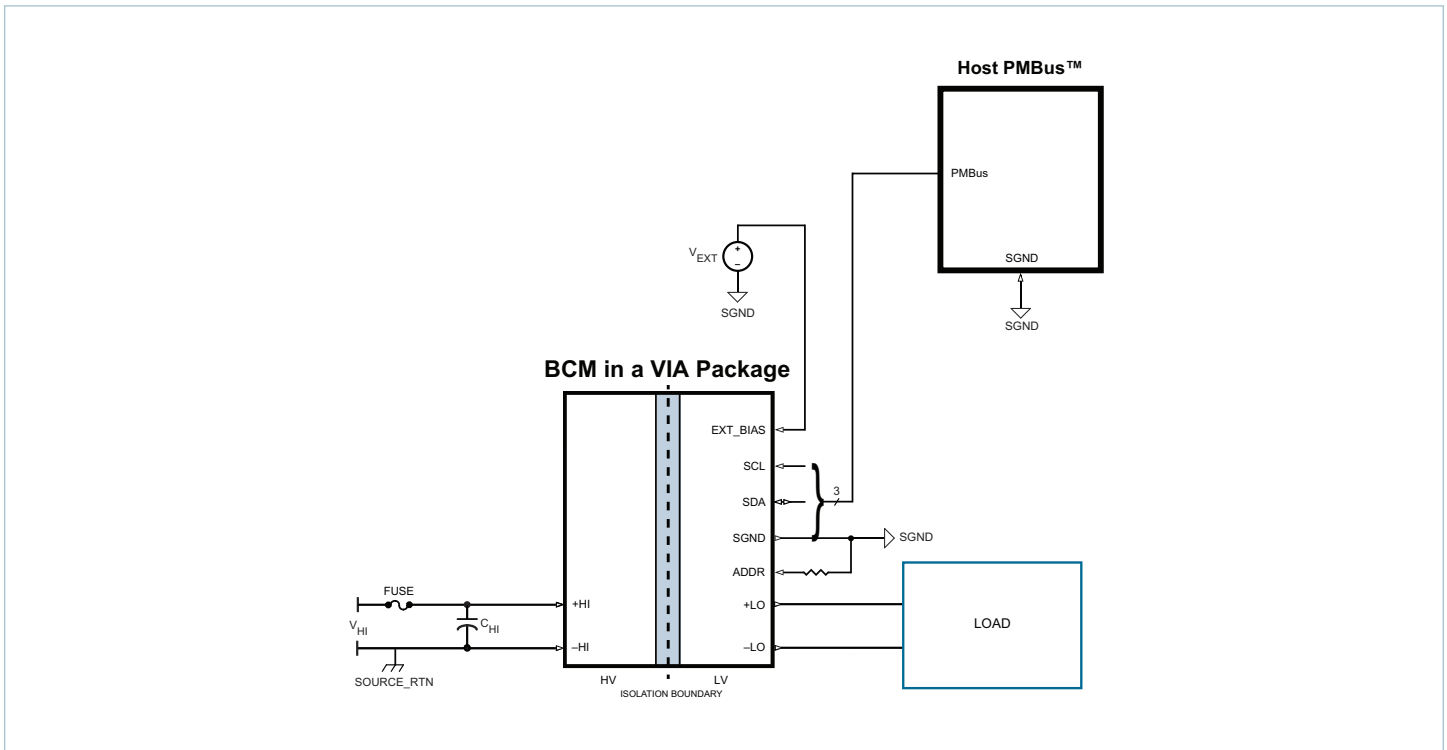 Host PMBus™
PMBus
SGND
SGND
V_EXT
+
–
SGND
BCM in a VIA Package
EXT_BIAS
SCL
SDA
3
SGND
SGND
ADDR
FUSE
+HI
+LO
LOAD
V_HI
C_HI
–HI
–LO
SOURCE_RTN
HV
LV
ISOLATION BOUNDARY